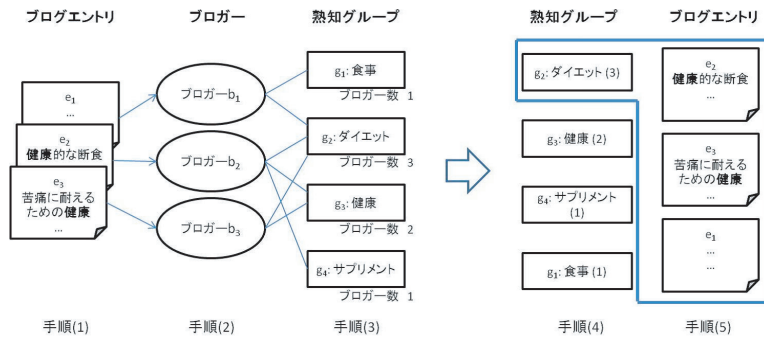 ブログエントリ
ブロガー
熟知グループ
熟知グループ
ブログエントリ
e1
…
e2
健康的な断食
e3
苦痛に耐える
ための健康
…
ブロガーb1
ブロガーb2
ブロガーb3
g1: 食事
ブロガー数 1
g2: ダイエット
ブロガー数 3
g3: 健康
ブロガー数 2
g4: サプリメント
ブロガー数 1
g2: ダイエット (3)
g3: 健康 (2)
g4: サプリメント
(1)
g1: 食事 (1)
e2
健康的な断食
…
e3
苦痛に耐える
ための健康
e1
…
…
手順(1)
手順(2)
手順(3)
手順(4)
手順(5)